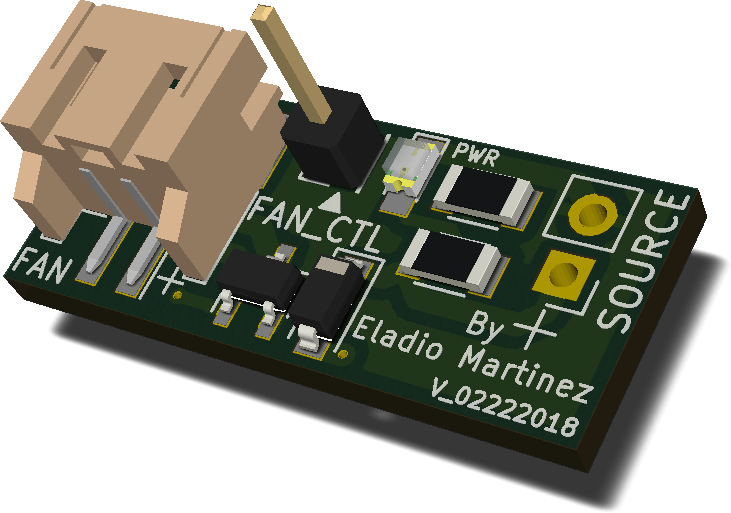 PWR
FAN_CTL
SOURCE
FAN
+
+
By
Eladio Martinez
V_02222018